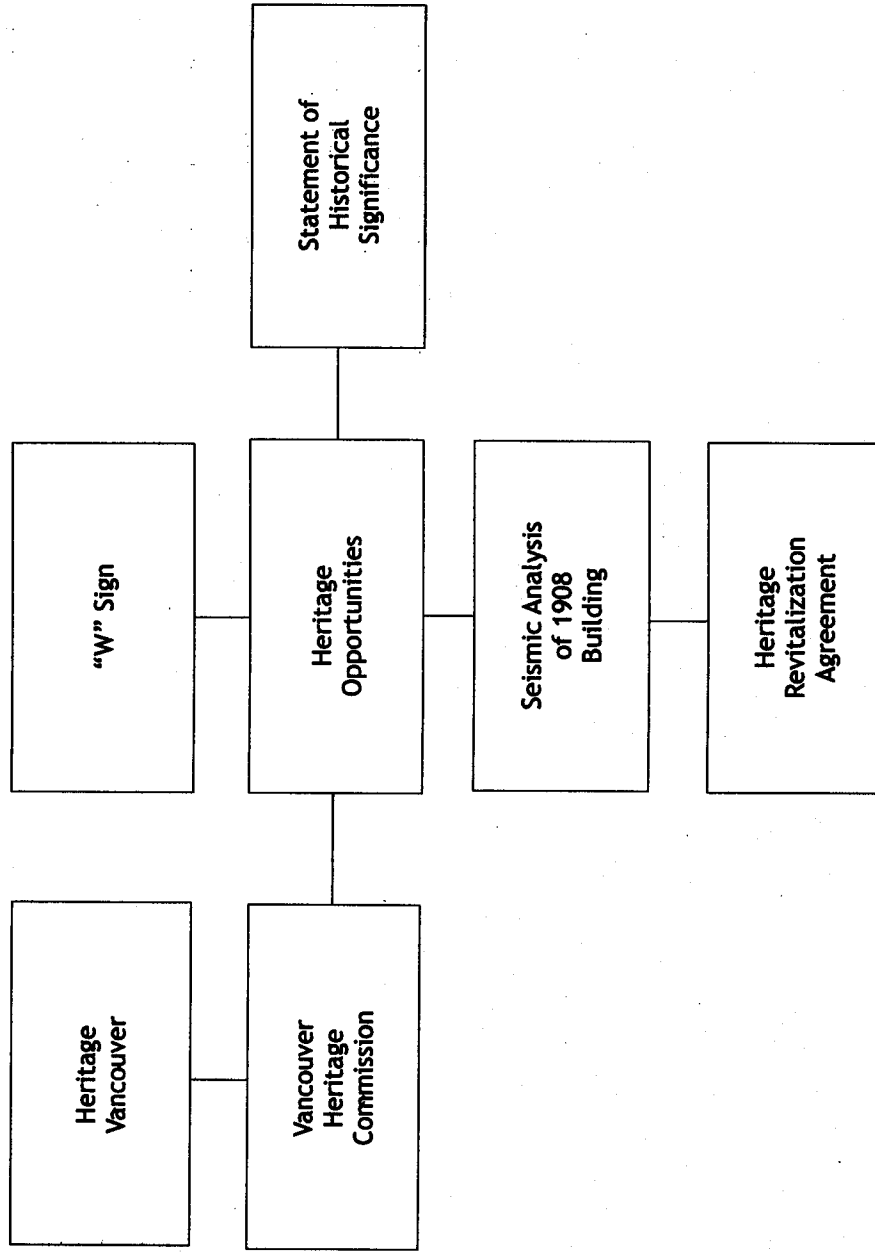 Heritage
Vancouver
"W" Sign
Vancouver
Heritage
Commission
Heritage
Opportunities
Statement of
Historical
Significance
Seismic Analysis
of 1908
Building
Heritage
Revitalization
Agreement